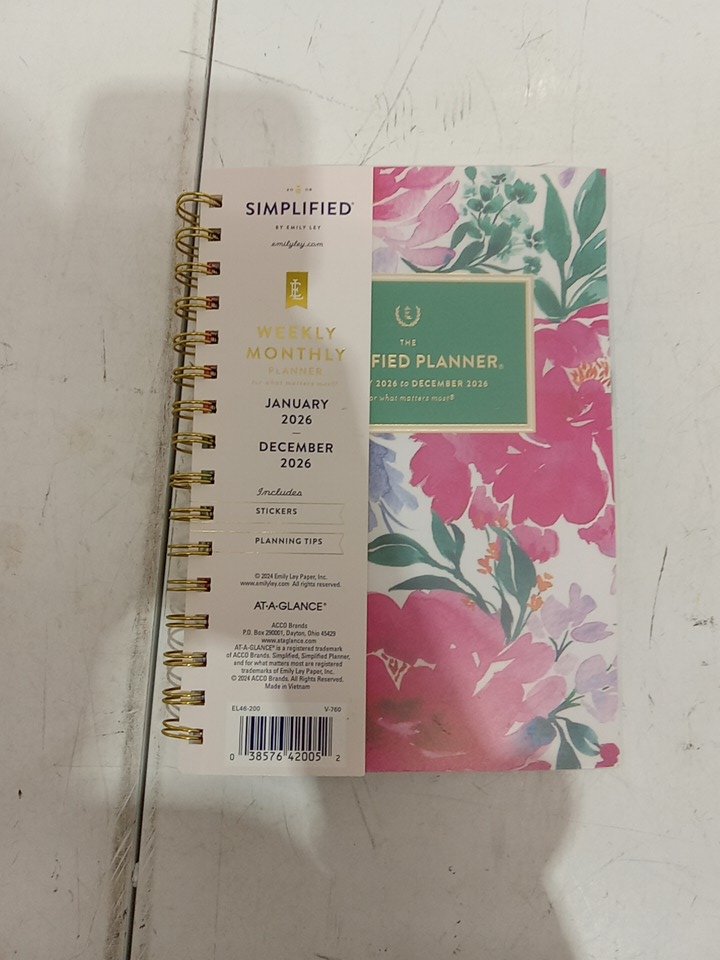 20 08
SIMPLIFIED®
BY EMILY LEY
emilyley.com
EL
WEEKLY
MONTHLY
PLANNER
for what matters most®
JANUARY
2026
—
DECEMBER
2026
Includes
STICKERS
PLANNING TIPS
© 2024 Emily Ley Paper, Inc.
www.emilyley.com All rights reserved.
AT-A-GLANCE®
ACCO Brands
P.O. Box 290001, Dayton, Ohio 45429
www.ataglance.com
AT-A-GLANCE® is a registered trademark
of ACCO Brands. Simplified, Simplified Planner,
and for what matters most are registered
trademarks of Emily Ley Paper, Inc.
© 2024 ACCO Brands. All Rights Reserved.
Made in Vietnam
EL46-200 V-760
0 38576 42005 2
THE
FIED PLANNER®
Y 2026 to DECEMBER 2026
or what matters most®